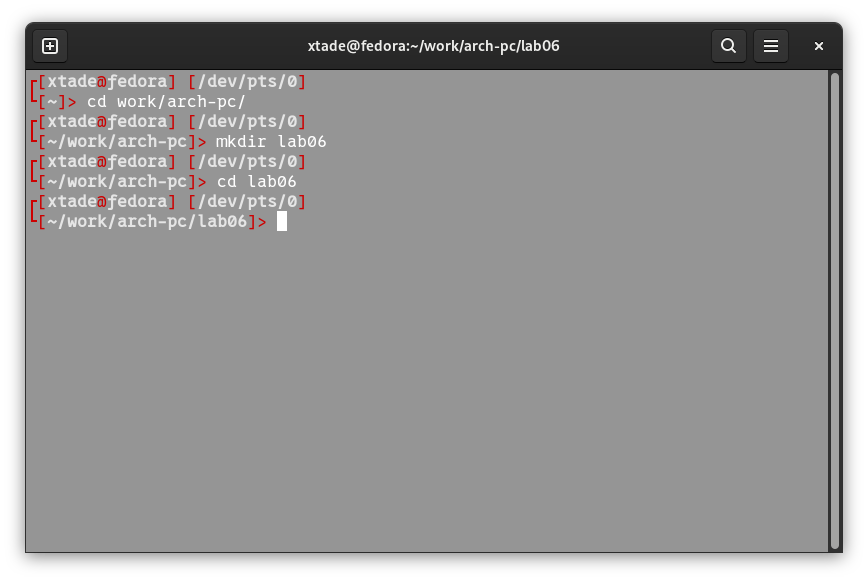 xtade@fedora:~/work/arch-pc/lab06
┌[xtade@fedora] [/dev/pts/0]
└[~]> cd work/arch-pc/
┌[xtade@fedora] [/dev/pts/0]
└[~/work/arch-pc]> mkdir lab06
┌[xtade@fedora] [/dev/pts/0]
└[~/work/arch-pc]> cd lab06
┌[xtade@fedora] [/dev/pts/0]
└[~/work/arch-pc/lab06]>